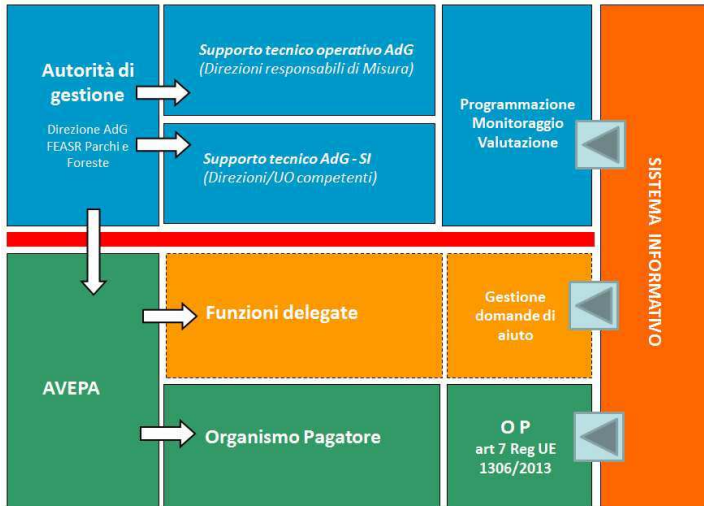 Autorità di
gestione
Direzione AdG
FEASR Parchi e
Foreste
Supporto tecnico operativo AdG
(Direzioni responsabili di Misura)
Supporto tecnico AdG - SI
(Direzioni/UO competenti)
Programmazione
Monitoraggio
Valutazione
SISTEMA INFORMATIVO
AVEPA
Funzioni delegate
Gestione
domande di
aiuto
Organismo Pagatore
O P
art 7 Reg UE
1306/2013